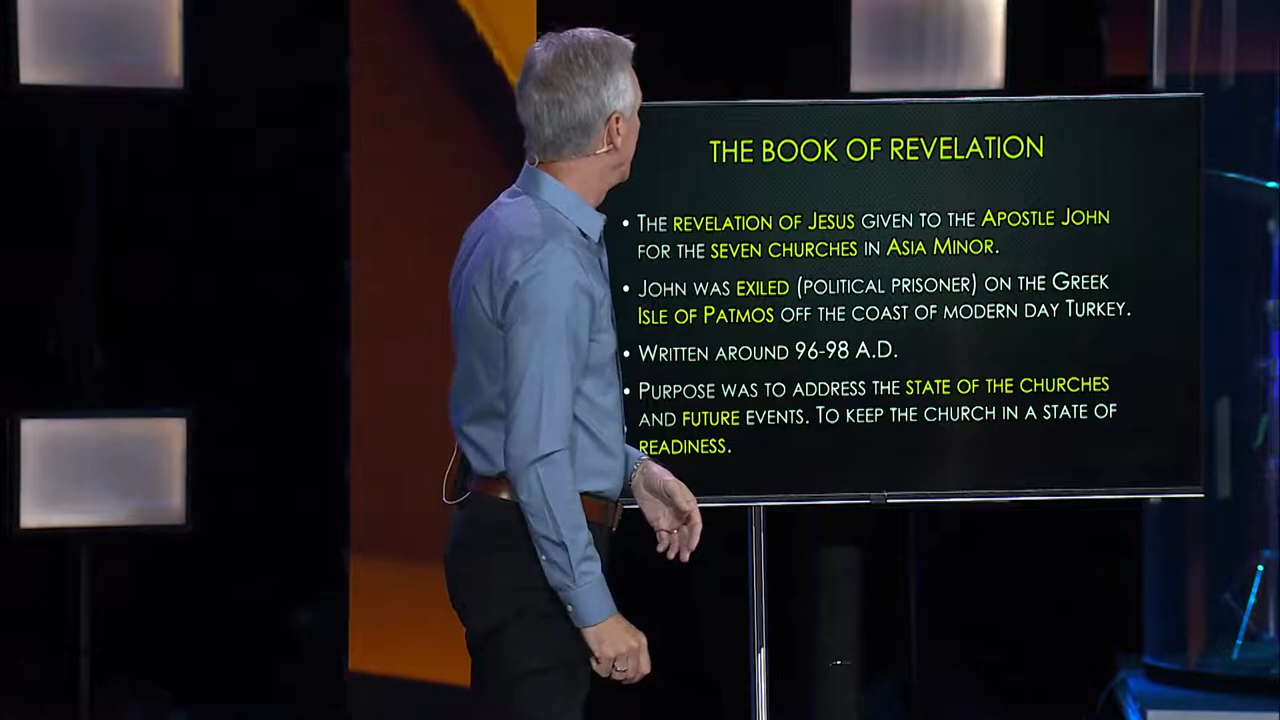 THE BOOK OF REVELATION
• THE REVELATION OF JESUS GIVEN TO THE APOSTLE JOHN
FOR THE SEVEN CHURCHES IN ASIA MINOR.
• JOHN WAS EXILED (POLITICAL PRISONER) ON THE GREEK
ISLE OF PATMOS OFF THE COAST OF MODERN DAY TURKEY.
• WRITTEN AROUND 96-98 A.D.
• PURPOSE WAS TO ADDRESS THE STATE OF THE CHURCHES
AND FUTURE EVENTS. TO KEEP THE CHURCH IN A STATE OF
READINESS.